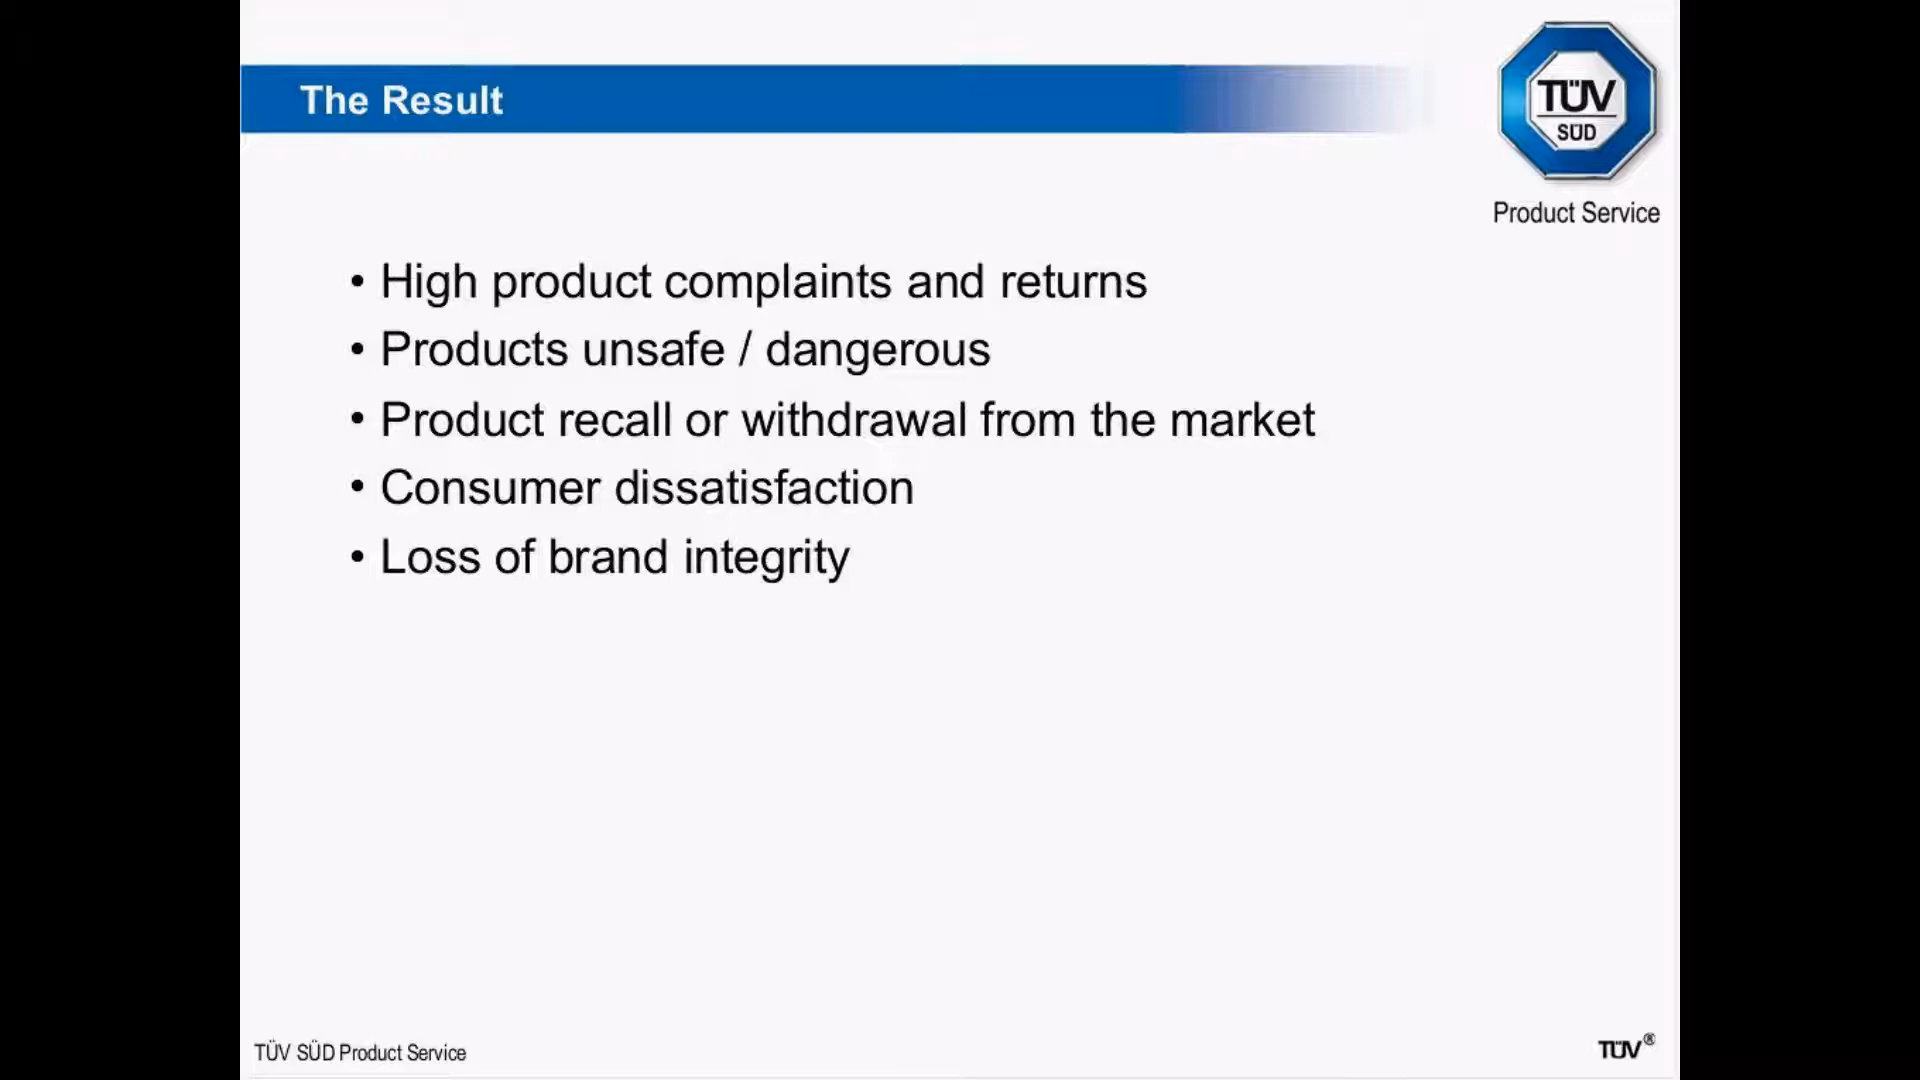 The Result
TÜV
SÜD
Product Service
• High product complaints and returns
• Products unsafe / dangerous
• Product recall or withdrawal from the market
• Consumer dissatisfaction
• Loss of brand integrity
TÜV SÜD Product Service
TÜV®